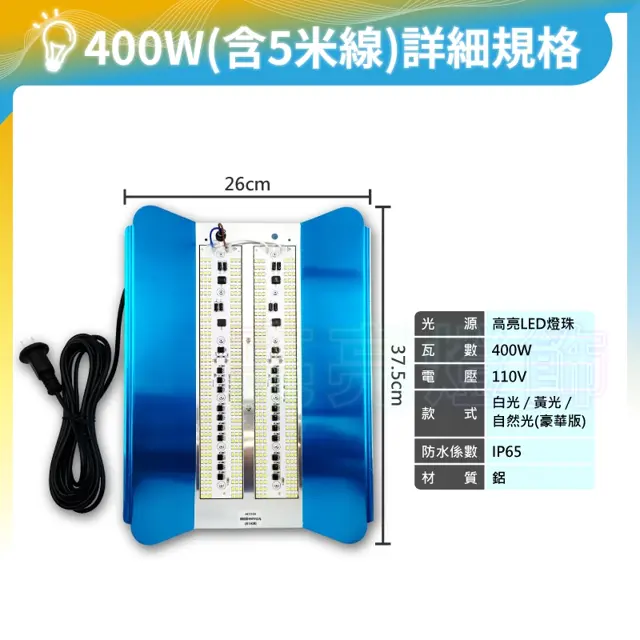 400W(含5米線)詳細規格
26cm
37.5cm
光源 高亮LED燈珠
瓦數 400W
電壓 110V
款式 白光 / 黃光 /
自然光(豪華版)
防水係數 IP65
材質 鋁